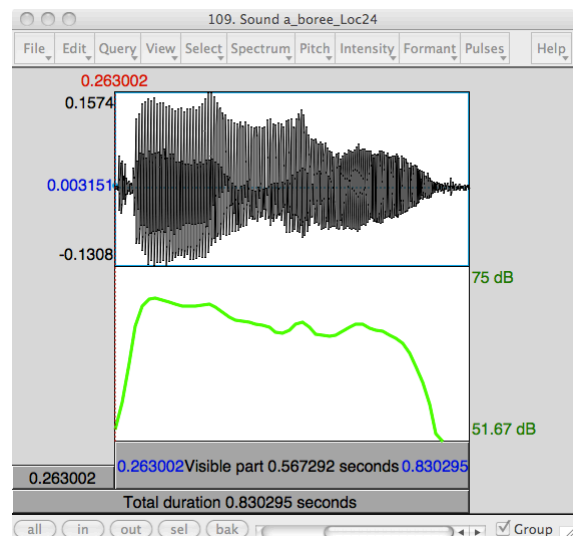 109. Sound a_boree_Loc24
File Edit Query View Select Spectrum Pitch Intensity Formant Pulses Help
0.263002
0.1574
0.003151
-0.1308
75 dB
51.67 dB
0.263002 0.263002Visible part 0.567292 seconds 0.830295
Total duration 0.830295 seconds
all in out sel bak Group